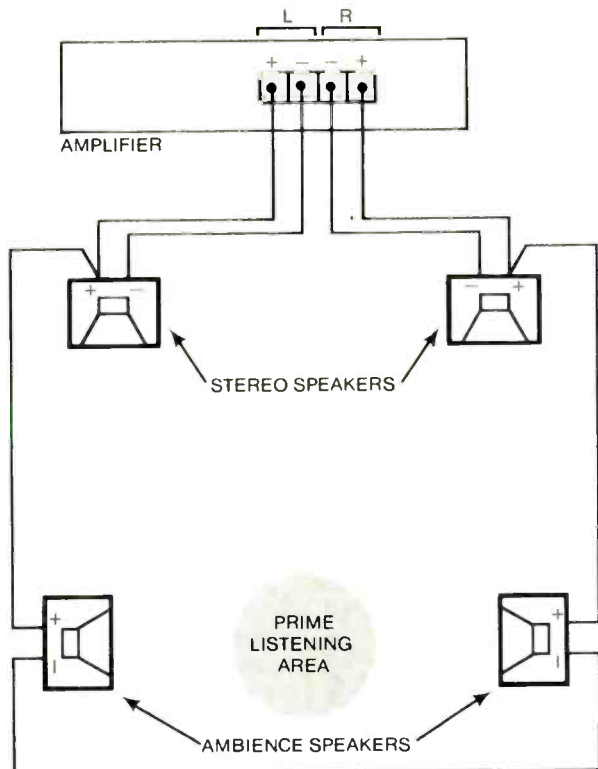 L R
+ – – +
AMPLIFIER
+ – – +
STEREO SPEAKERS
+ – + –
PRIME
LISTENING
AREA
AMBIENCE SPEAKERS